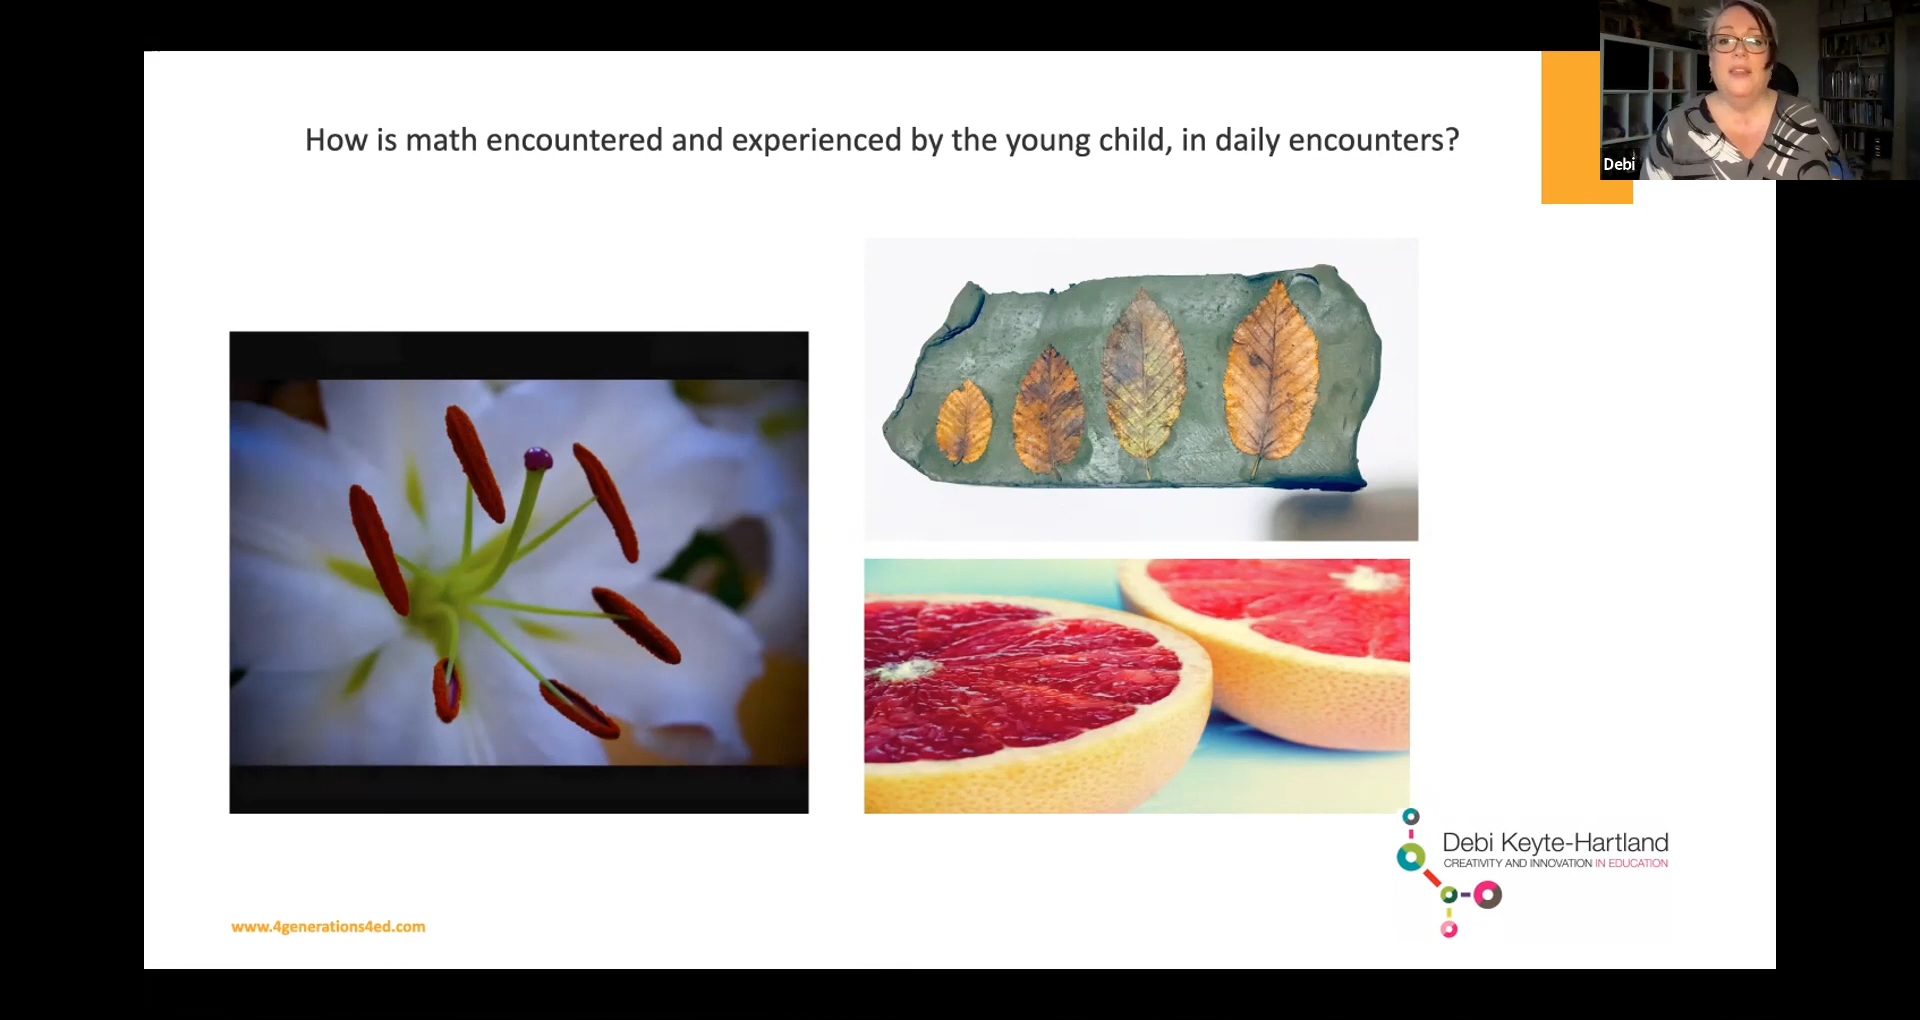 Debi
How is math encountered and experienced by the young child, in daily encounters?
Debi Keyte-Hartland
CREATIVITY AND INNOVATION IN EDUCATION
www.4generations4ed.com